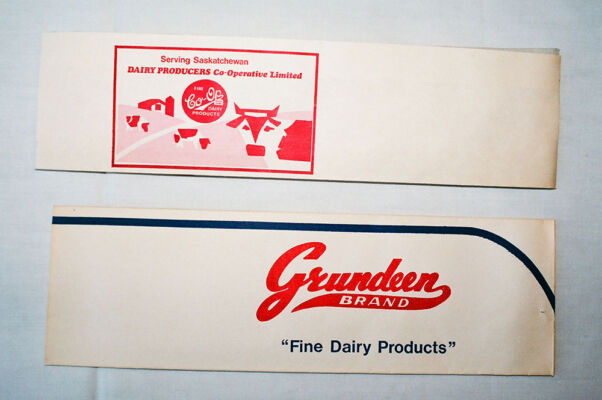 Serving Saskatchewan
DAIRY PRODUCERS Co-Operative Limited
FINE
Co-Op
DAIRY
PRODUCTS
Grundeen
BRAND
“Fine Dairy Products”